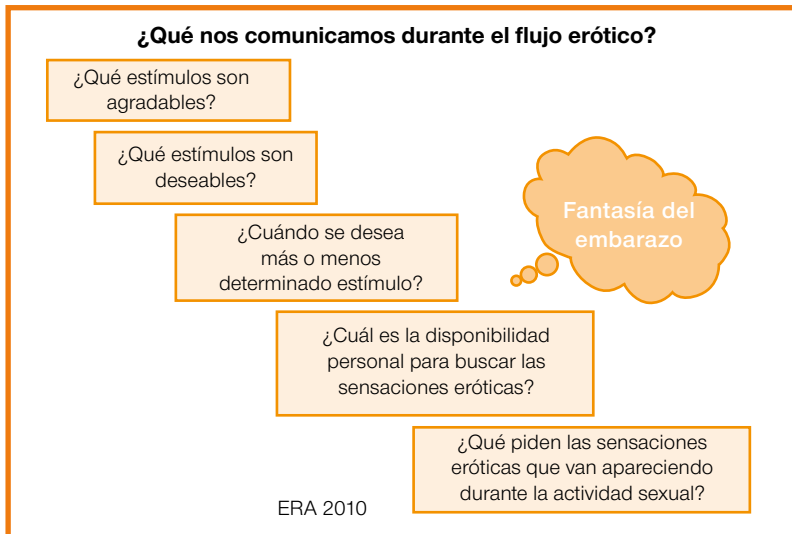 ¿Qué nos comunicamos durante el flujo erótico?
¿Qué estímulos son
agradables?
¿Qué estímulos son
deseables?
Fantasía del
embarazo
¿Cuándo se desea
más o menos
determinado estímulo?
¿Cuál es la disponibilidad
personal para buscar las
sensaciones eróticas?
¿Qué piden las sensaciones
eróticas que van apareciendo
durante la actividad sexual?
ERA 2010